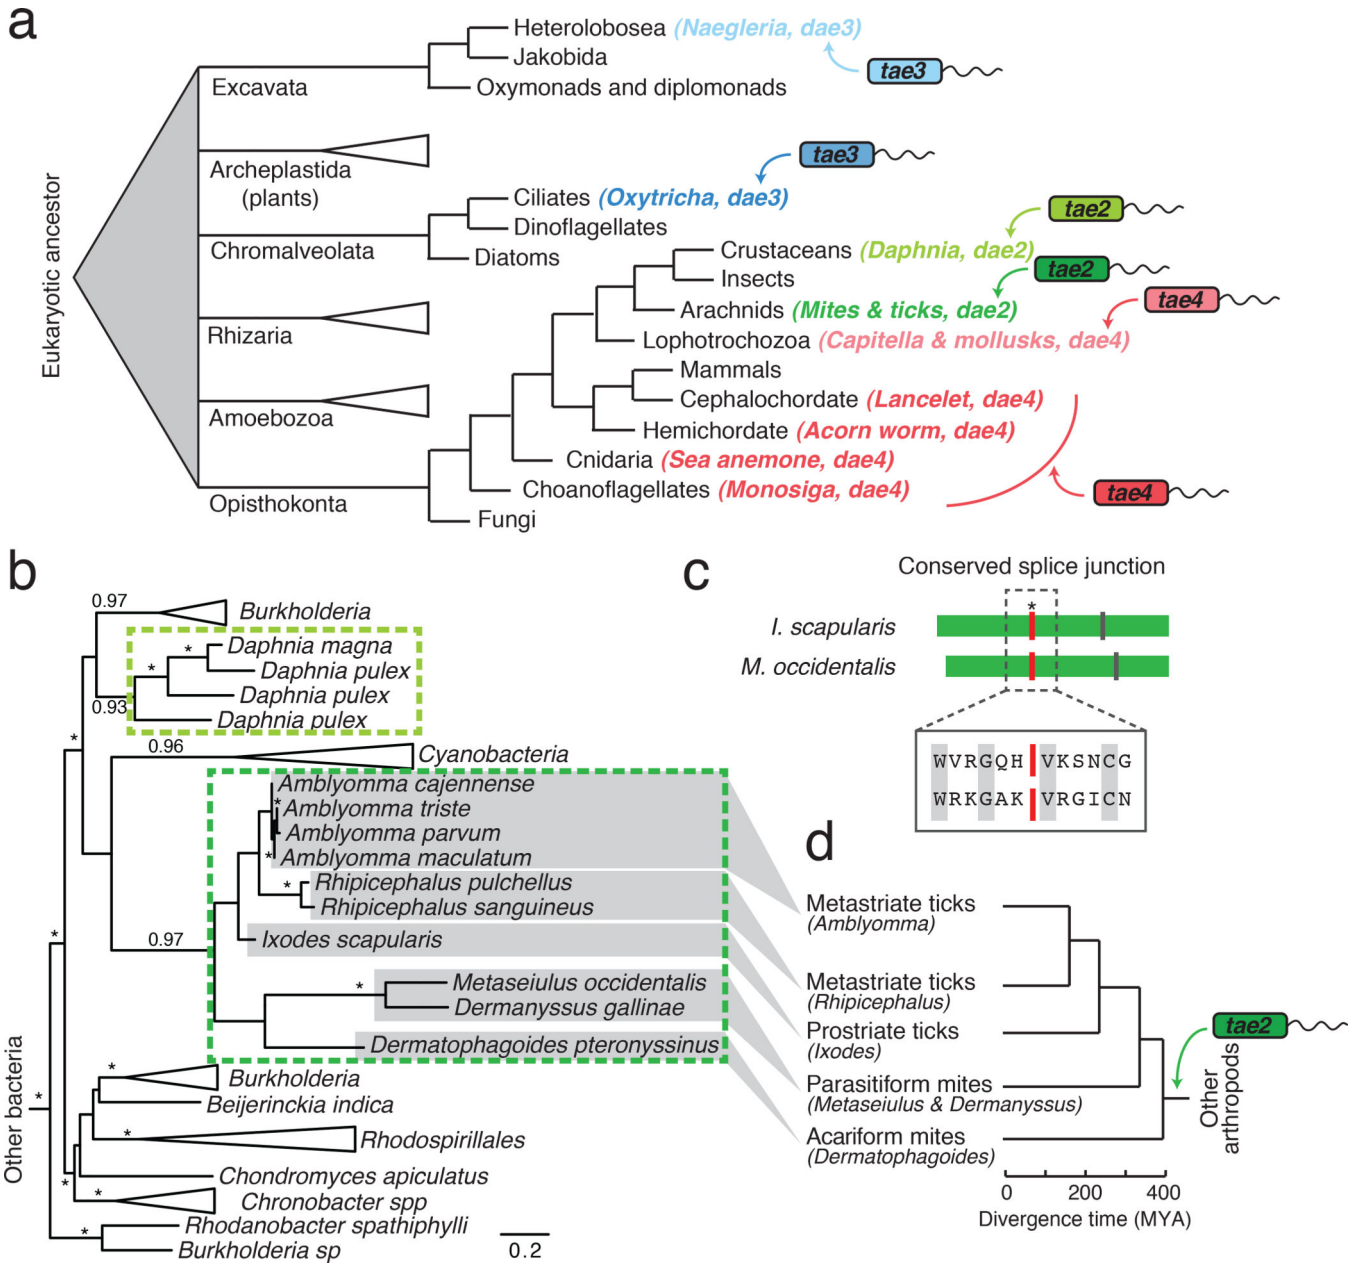 a
Heterolobosea (Naegleria, dae3)
Jakobida
tae3
Excavata
Oxymonads and diplomonads
Archeplastida
(plants)
tae3
Ciliates (Oxytricha, dae3)
Dinoflagellates
tae2
Chromalveolata
Diatoms
Crustaceans (Daphnia, dae2)
Insects
tae2
Arachnids (Mites & ticks, dae2)
tae4
Rhizaria
Lophotrochozoa (Capitella & mollusks, dae4)
Mammals
Cephalochordate (Lancelet, dae4)
Amoebozoa
Hemichordate (Acorn worm, dae4)
Cnidaria (Sea anemone, dae4)
Choanoflagellates (Monosiga, dae4)
tae4
Opisthokonta
Fungi
Eukaryotic ancestor
b
0.97
Burkholderia
Daphnia magna
*
Daphnia pulex
*
Daphnia pulex
0.93
Daphnia pulex
*
0.96
Cyanobacteria
Amblyomma cajennense
*
Amblyomma triste
Amblyomma parvum
*
Amblyomma maculatum
*
Rhipicephalus pulchellus
Rhipicephalus sanguineus
0.97
Ixodes scapularis
*
*
Metaseiulus occidentalis
Dermanyssus gallinae
Dermatophagoides pteronyssinus
*
Burkholderia
*
Beijerinckia indica
*
Rhodospirillales
Chondromyces apiculatus
*
*
Chronobacter spp
*
Rhodanobacter spathiphylli
Burkholderia sp
Other bacteria
0.2
c
Conserved splice junction
*
I. scapularis
M. occidentalis
WVRGQH VKSNCG
WRKGAK VRGICN
d
Metastriate ticks
(Amblyomma)
Metastriate ticks
(Rhipicephalus)
Prostriate ticks
(Ixodes)
Parasitiform mites
(Metaseiulus & Dermanyssus)
Acariform mites
(Dermatophagoides)
tae2
Other
arthropods
0 200 400
Divergence time (MYA)